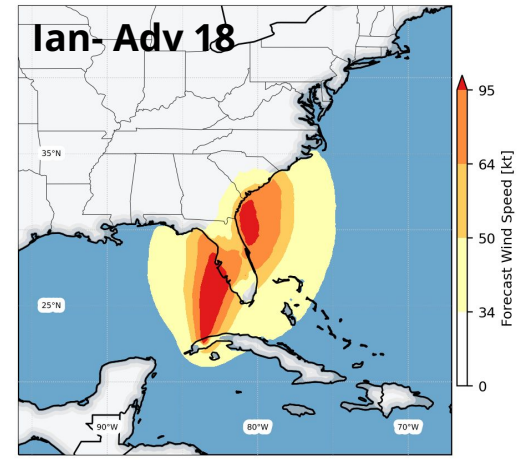 Ian- Adv 18
35°N
25°N
90°W
80°W
70°W
95
64
50
34
0
Forecast Wind Speed [kt]